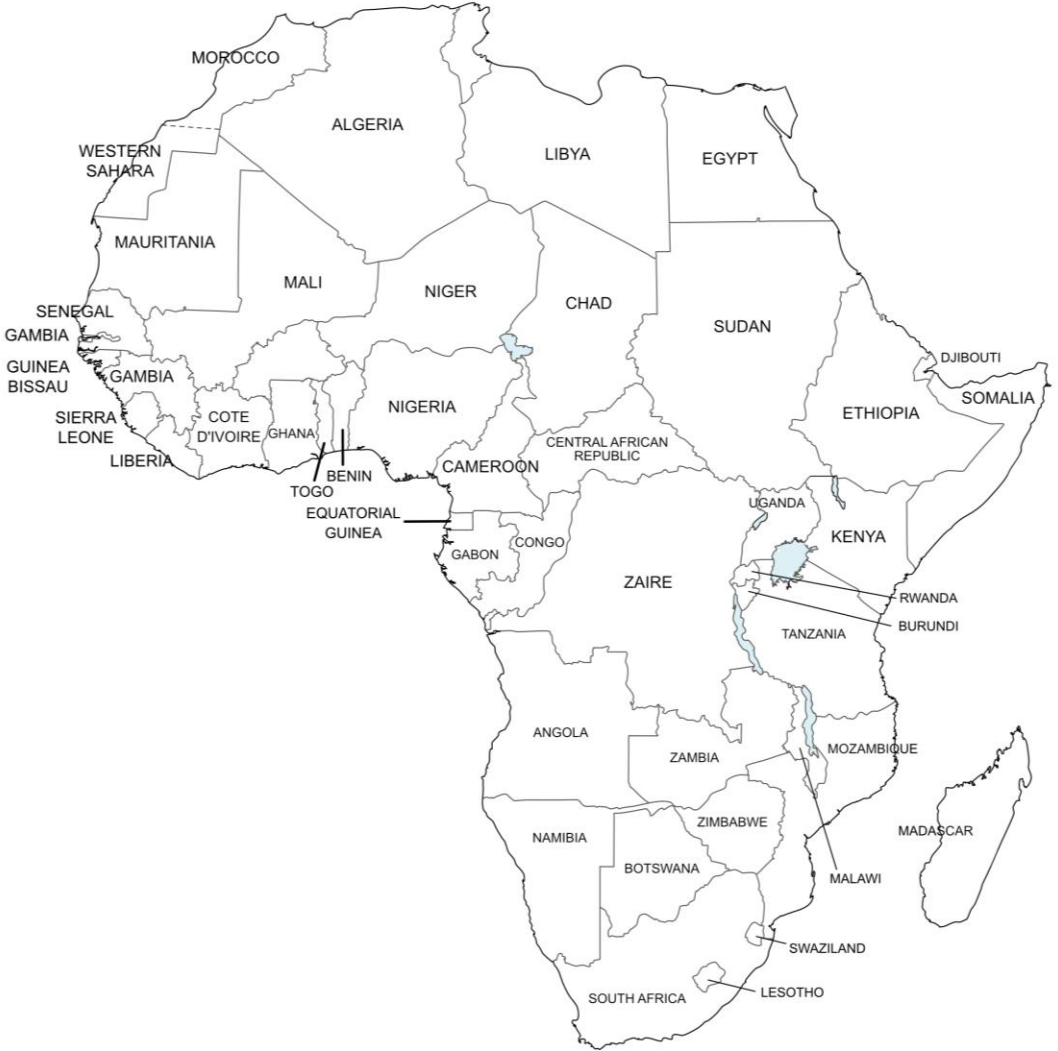 MOROCCO
ALGERIA
LIBYA
EGYPT
WESTERN
SAHARA
MAURITANIA
MALI
NIGER
CHAD
SUDAN
SENEGAL
GAMBIA
GUINEA
BISSAU
GAMBIA
SIERRA
LEONE
LIBERIA
COTE
D'IVOIRE
GHANA
TOGO
BENIN
NIGERIA
CAMEROON
CENTRAL AFRICAN
REPUBLIC
ETHIOPIA
DJIBOUTI
SOMALIA
EQUATORIAL
GUINEA
GABON
CONGO
ZAIRE
UGANDA
KENYA
RWANDA
BURUNDI
TANZANIA
ANGOLA
ZAMBIA
MOZAMBIQUE
MALAWI
MADASCAR
NAMIBIA
ZIMBABWE
BOTSWANA
SWAZILAND
LESOTHO
SOUTH AFRICA